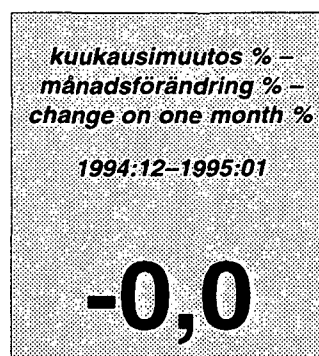 kuukausimuutos % –
månadsförändring % –
change on one month %
1994:12–1995:01
-0,0